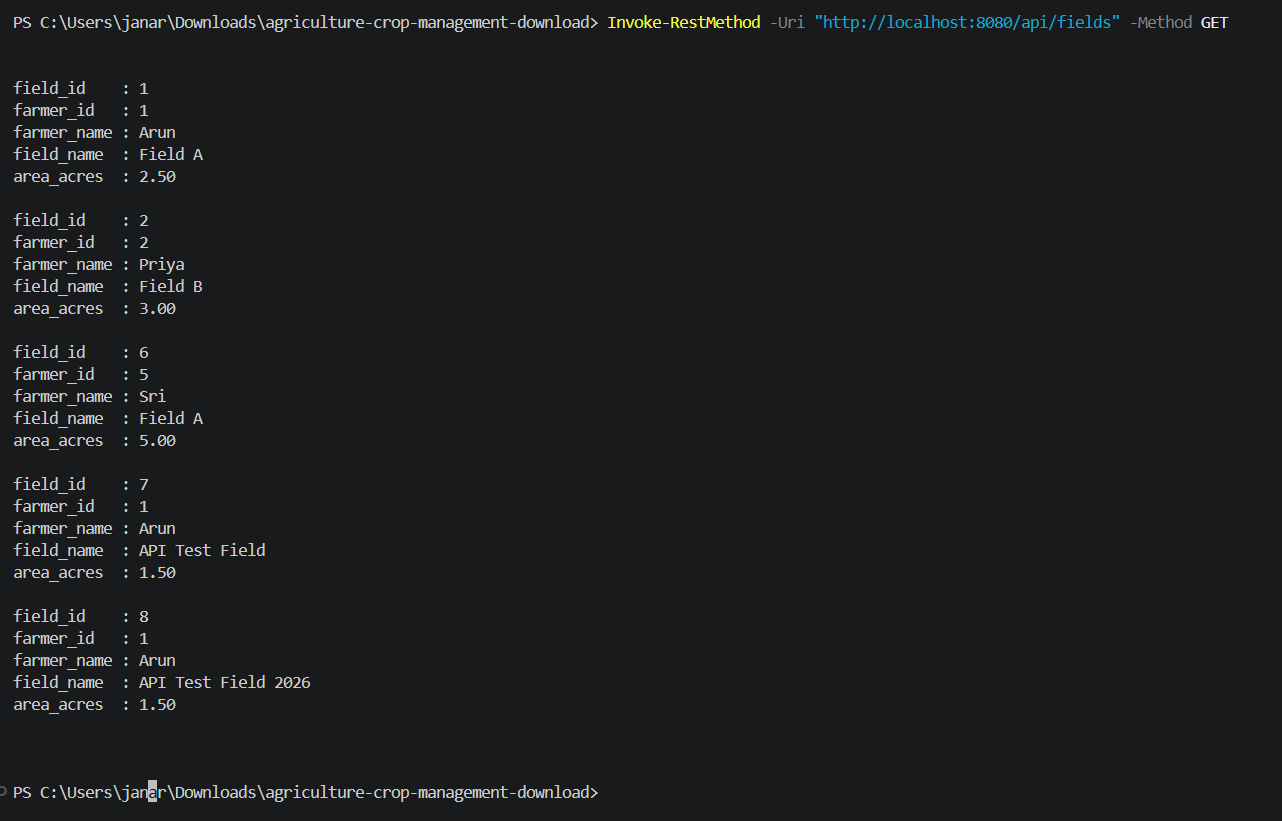 PS C:\Users\janar\Downloads\agriculture-crop-management-download> Invoke-RestMethod -Uri "http://localhost:8080/api/fields" -Method GET
field_id    : 1
farmer_id   : 1
farmer_name : Arun
field_name  : Field A
area_acres  : 2.50
field_id    : 2
farmer_id   : 2
farmer_name : Priya
field_name  : Field B
area_acres  : 3.00
field_id    : 6
farmer_id   : 5
farmer_name : Sri
field_name  : Field A
area_acres  : 5.00
field_id    : 7
farmer_id   : 1
farmer_name : Arun
field_name  : API Test Field
area_acres  : 1.50
field_id    : 8
farmer_id   : 1
farmer_name : Arun
field_name  : API Test Field 2026
area_acres  : 1.50
PS C:\Users\janar\Downloads\agriculture-crop-management-download>